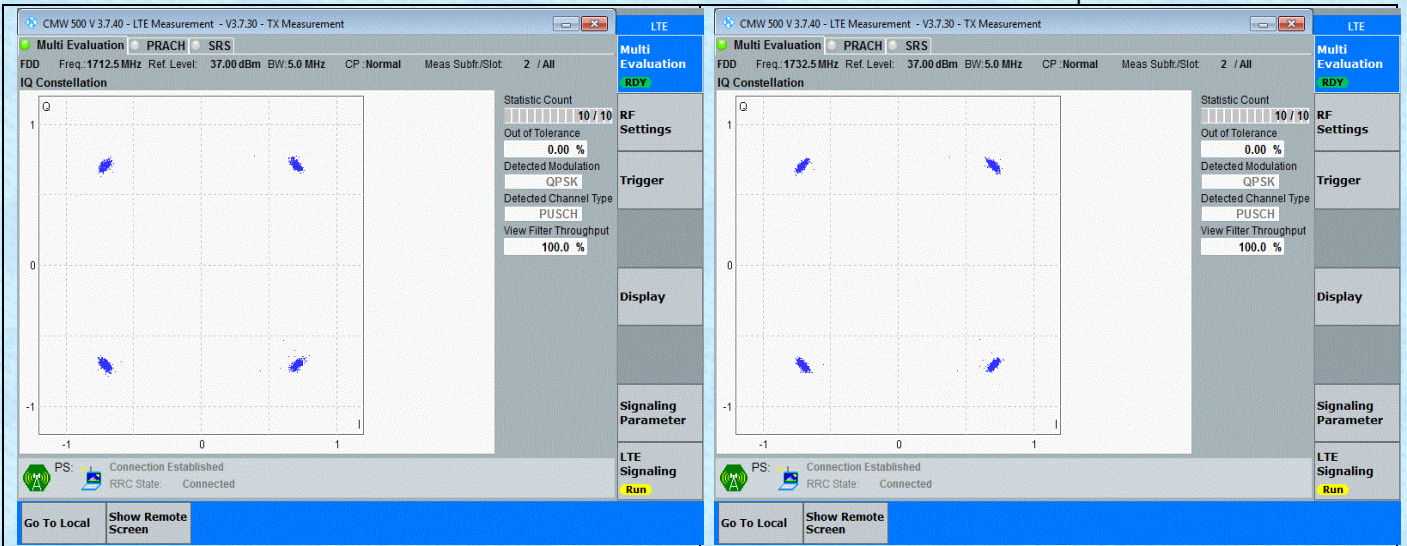 CMW 500 V 3.7.40 - LTE Measurement - V3.7.30 - TX Measurement
LTE
Multi Evaluation PRACH SRS
Multi
Evaluation
RDY
FDD Freq.:1712.5 MHz Ref. Level: 37.00 dBm BW:5.0 MHz CP :Normal Meas Subfr./Slot: 2 / All
IQ Constellation
Q
1
0
-1
-1 0 1
I
Statistic Count
10 / 10
Out of Tolerance
0.00 %
Detected Modulation
QPSK
Detected Channel Type
PUSCH
View Filter Throughput
100.0 %
RF
Settings
Trigger
Display
Signaling
Parameter
LTE
Signaling
Run
PS: Connection Established
RRC State: Connected
Go To Local
Show Remote
Screen
CMW 500 V 3.7.40 - LTE Measurement - V3.7.30 - TX Measurement
LTE
Multi Evaluation PRACH SRS
Multi
Evaluation
RDY
FDD Freq.:1732.5 MHz Ref. Level: 37.00 dBm BW:5.0 MHz CP :Normal Meas Subfr./Slot: 2 / All
IQ Constellation
Q
1
0
-1
-1 0 1
I
Statistic Count
10 / 10
Out of Tolerance
0.00 %
Detected Modulation
QPSK
Detected Channel Type
PUSCH
View Filter Throughput
100.0 %
RF
Settings
Trigger
Display
Signaling
Parameter
LTE
Signaling
Run
PS: Connection Established
RRC State: Connected
Go To Local
Show Remote
Screen